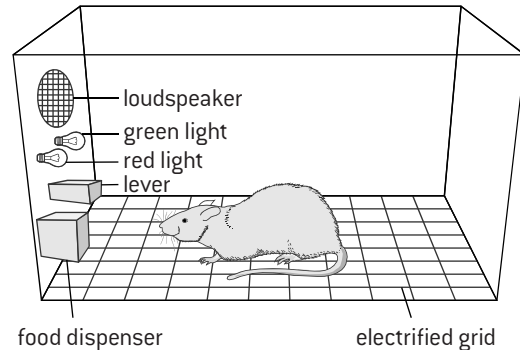 loudspeaker
green light
red light
lever
food dispenser
electrified grid